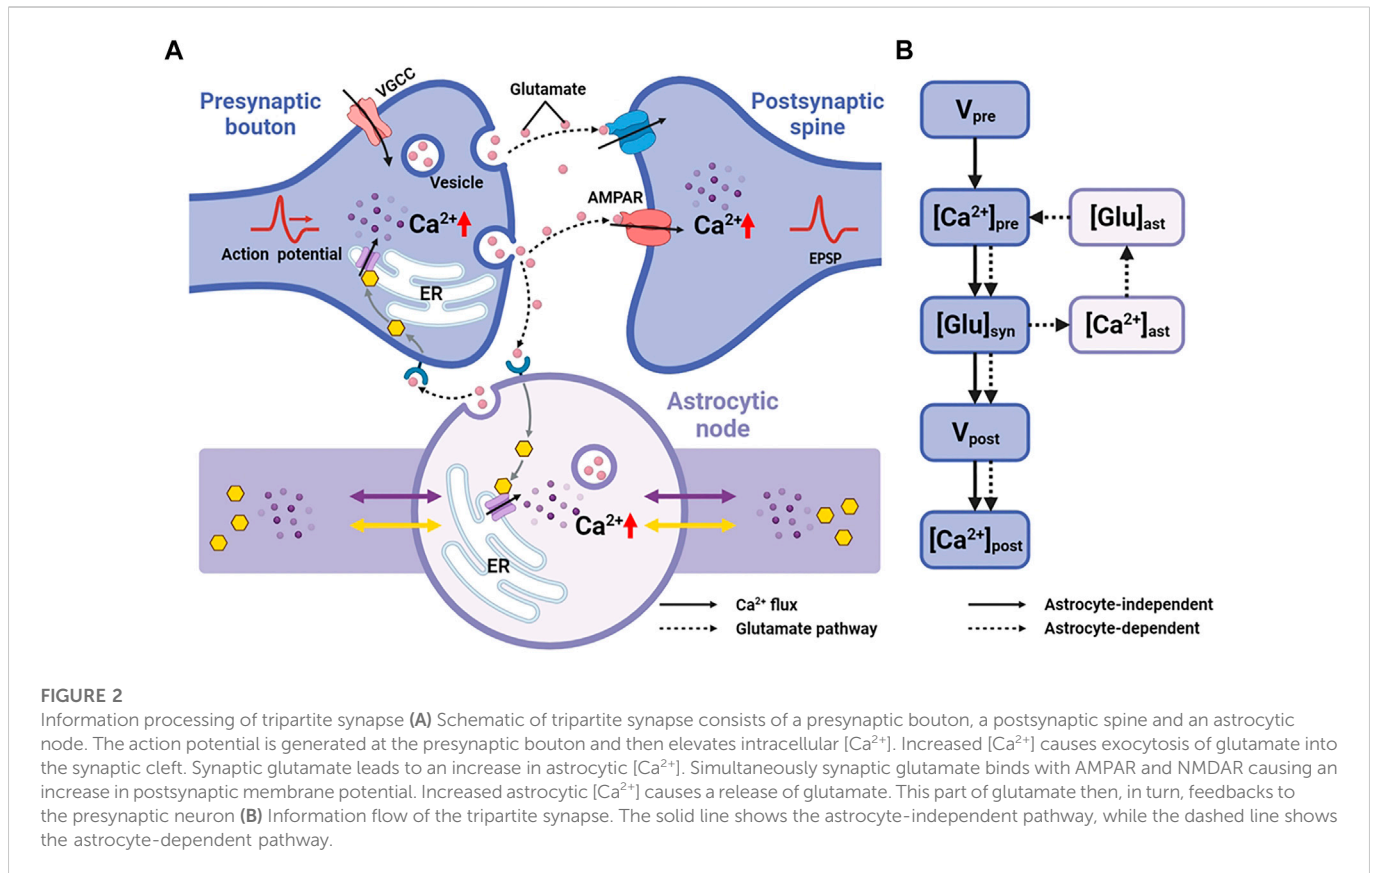 (A)
Presynaptic
bouton
VGCC
Glutamate
Postsynaptic
spine
Vesicle
AMPAR
Ca²⁺
Ca²⁺
Action potential
EPSP
ER
Astrocytic
node
Ca²⁺
ER
Ca²⁺ flux
Glutamate pathway
(B)
Vpre
[Ca²⁺]pre
[Glu]ast
[Glu]syn
[Ca²⁺]ast
Vpost
[Ca²⁺]post
Astrocyte-independent
Astrocyte-dependent
FIGURE 2
Information processing of tripartite synapse (A) Schematic of tripartite synapse consists of a presynaptic bouton, a postsynaptic spine and an astrocytic
node. The action potential is generated at the presynaptic bouton and then elevates intracellular [Ca²⁺]. Increased [Ca²⁺] causes exocytosis of glutamate into
the synaptic cleft. Synaptic glutamate leads to an increase in astrocytic [Ca²⁺]. Simultaneously synaptic glutamate binds with AMPAR and NMDAR causing an
increase in postsynaptic membrane potential. Increased astrocytic [Ca²⁺] causes a release of glutamate. This part of glutamate then, in turn, feedbacks to
the presynaptic neuron (B) Information flow of the tripartite synapse. The solid line shows the astrocyte-independent pathway, while the dashed line shows
the astrocyte-dependent pathway.